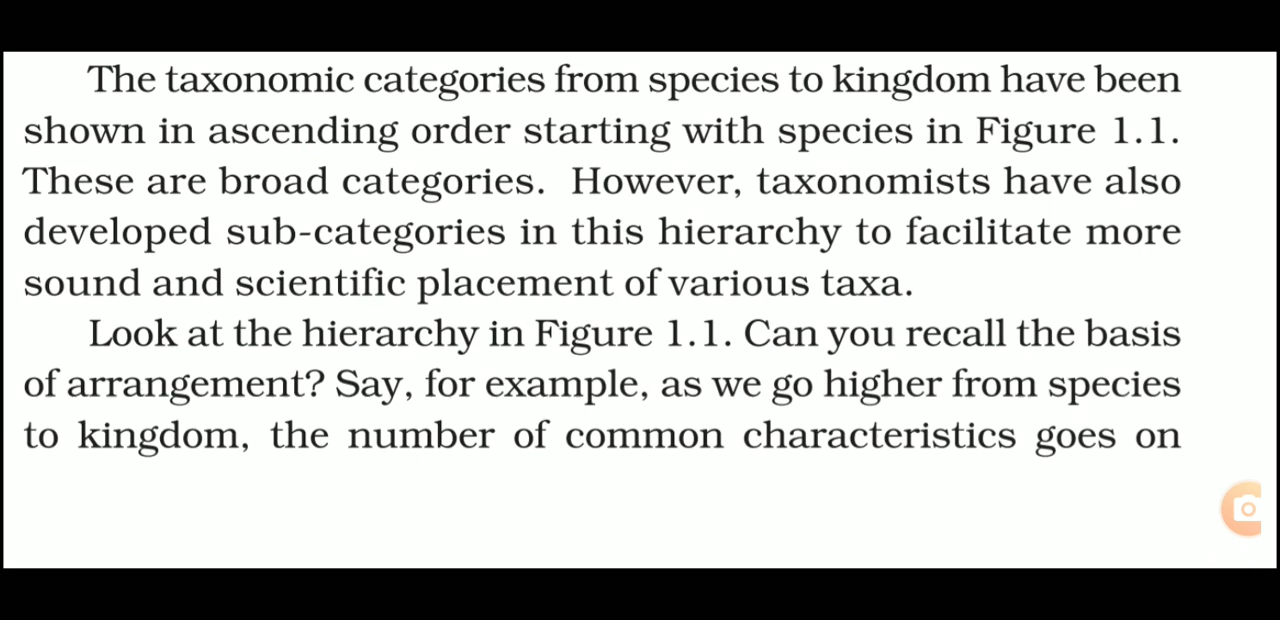 The taxonomic categories from species to kingdom have been
shown in ascending order starting with species in Figure 1.1.
These are broad categories. However, taxonomists have also
developed sub-categories in this hierarchy to facilitate more
sound and scientific placement of various taxa.
Look at the hierarchy in Figure 1.1. Can you recall the basis
of arrangement? Say, for example, as we go higher from species
to kingdom, the number of common characteristics goes on